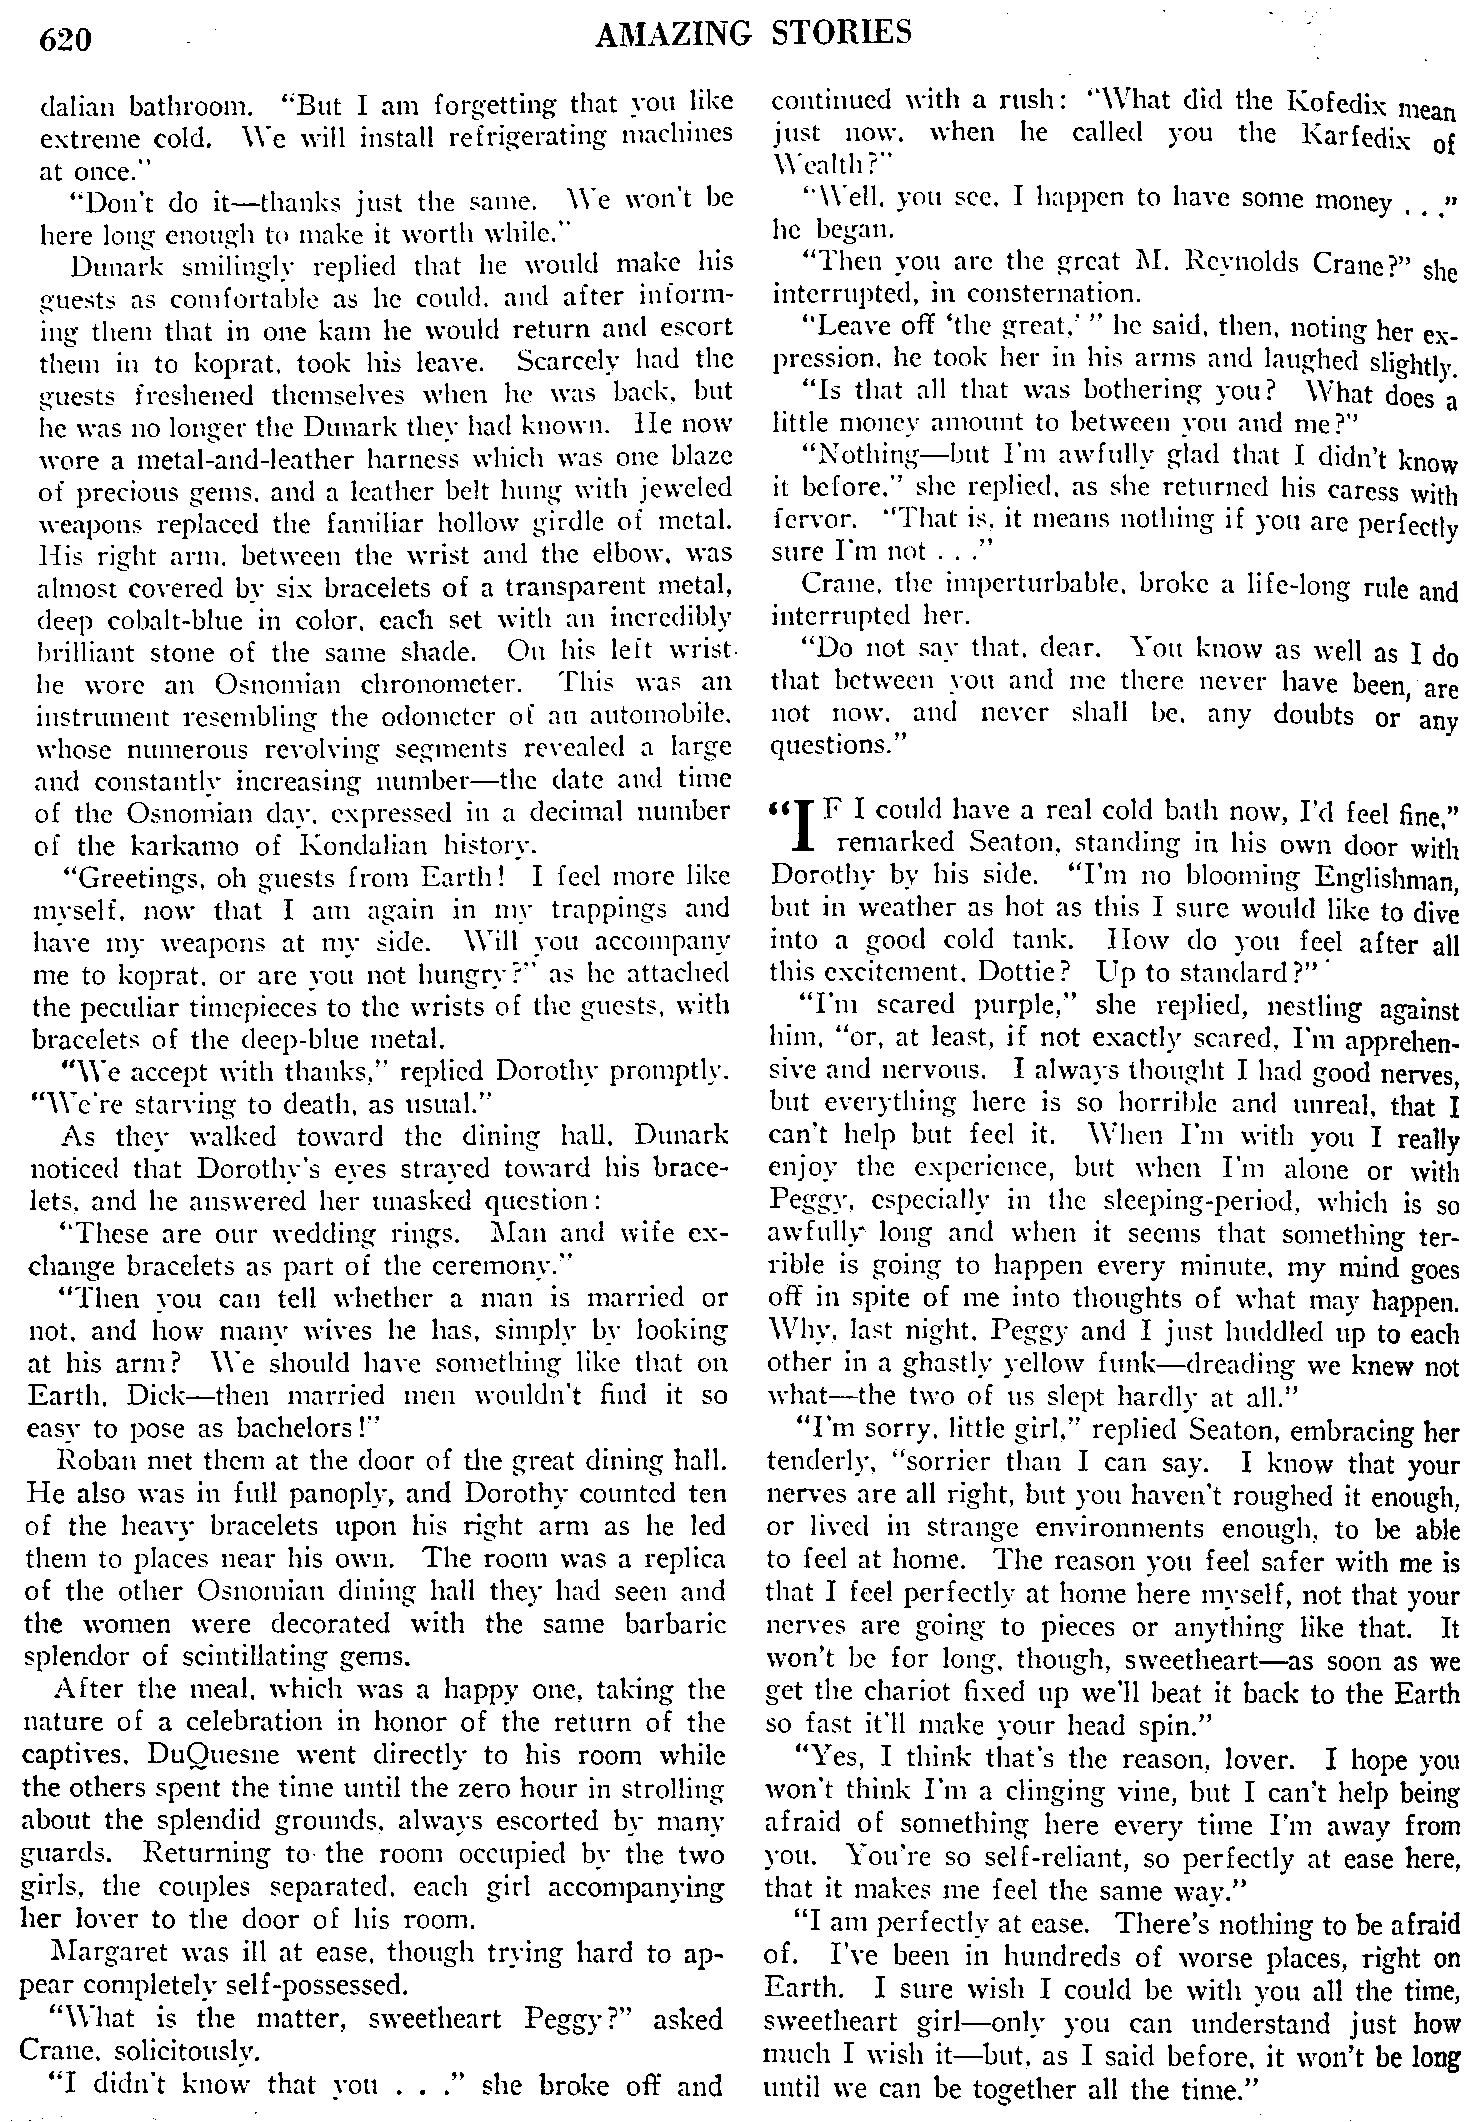 620
AMAZING STORIES
dalian bathroom. “But I am forgetting that you like
extreme cold. We will install refrigerating machines
at once.”
“Don't do it—thanks just the same. We won't be
here long enough to make it worth while.”
Dunark smilingly replied that he would make his
guests as comfortable as he could, and after inform-
ing them that in one kam he would return and escort
them in to koprat, took his leave. Scarcely had the
guests freshened themselves when he was back, but
he was no longer the Dunark they had known. He now
wore a metal-and-leather harness which was one blaze
of precious gems, and a leather belt hung with jeweled
weapons replaced the familiar hollow girdle of metal.
His right arm, between the wrist and the elbow, was
almost covered by six bracelets of a transparent metal,
deep cobalt-blue in color, each set with an incredibly
brilliant stone of the same shade. On his left wrist
he wore an Osnomian chronometer. This was an
instrument resembling the odometer of an automobile,
whose numerous revolving segments revealed a large
and constantly increasing number—the date and time
of the Osnomian day, expressed in a decimal number
of the karkamo of Kondalian history.
“Greetings, oh guests from Earth! I feel more like
myself, now that I am again in my trappings and
have my weapons at my side. Will you accompany
me to koprat, or are you not hungry?” as he attached
the peculiar timepieces to the wrists of the guests, with
bracelets of the deep-blue metal.
“We accept with thanks,” replied Dorothy promptly.
“We're starving to death, as usual.”
As they walked toward the dining hall, Dunark
noticed that Dorothy's eyes strayed toward his brace-
lets, and he answered her unasked question:
“These are our wedding rings. Man and wife ex-
change bracelets as part of the ceremony.”
“Then you can tell whether a man is married or
not, and how many wives he has, simply by looking
at his arm? We should have something like that on
Earth, Dick—then married men wouldn't find it so
easy to pose as bachelors!”
Roban met them at the door of the great dining hall.
He also was in full panoply, and Dorothy counted ten
of the heavy bracelets upon his right arm as he led
them to places near his own. The room was a replica
of the other Osnomian dining hall they had seen and
the women were decorated with the same barbaric
splendor of scintillating gems.
After the meal, which was a happy one, taking the
nature of a celebration in honor of the return of the
captives, DuQuesne went directly to his room while
the others spent the time until the zero hour in strolling
about the splendid grounds, always escorted by many
guards. Returning to the room occupied by the two
girls, the couples separated, each girl accompanying
her lover to the door of his room.
Margaret was ill at ease, though trying hard to ap-
pear completely self-possessed.
“What is the matter, sweetheart Peggy?” asked
Crane, solicitously.
“I didn't know that you . . .” she broke off and
continued with a rush: “What did the Kofedix mean
just now, when he called you the Karfedix of
Wealth?”
“Well, you see, I happen to have some money . . .”
he began.
“Then you are the great M. Reynolds Crane?” she
interrupted, in consternation.
“Leave off ‘the great,’ ” he said, then, noting her ex-
pression, he took her in his arms and laughed slightly.
“Is that all that was bothering you? What does a
little money amount to between you and me?”
“Nothing—but I'm awfully glad that I didn't know
it before,” she replied, as she returned his caress with
fervor. “That is, it means nothing if you are perfectly
sure I'm not . . .”
Crane, the imperturbable, broke a life-long rule and
interrupted her.
“Do not say that, dear. You know as well as I do
that between you and me there never have been, are
not now, and never shall be, any doubts or any
questions.”
“IF I could have a real cold bath now, I'd feel fine,”
remarked Seaton, standing in his own door with
Dorothy by his side. “I'm no blooming Englishman,
but in weather as hot as this I sure would like to dive
into a good cold tank. How do you feel after all
this excitement, Dottie? Up to standard?”
“I'm scared purple,” she replied, nestling against
him, “or, at least, if not exactly scared, I'm apprehen-
sive and nervous. I always thought I had good nerves,
but everything here is so horrible and unreal, that I
can't help but feel it. When I'm with you I really
enjoy the experience, but when I'm alone or with
Peggy, especially in the sleeping-period, which is so
awfully long and when it seems that something ter-
rible is going to happen every minute, my mind goes
off in spite of me into thoughts of what may happen.
Why, last night, Peggy and I just huddled up to each
other in a ghastly yellow funk—dreading we knew not
what—the two of us slept hardly at all.”
“I'm sorry, little girl,” replied Seaton, embracing her
tenderly, “sorrier than I can say. I know that your
nerves are all right, but you haven't roughed it enough,
or lived in strange environments enough, to be able
to feel at home. The reason you feel safer with me is
that I feel perfectly at home here myself, not that your
nerves are going to pieces or anything like that. It
won't be for long, though, sweetheart—as soon as we
get the chariot fixed up we'll beat it back to the Earth
so fast it'll make your head spin.”
“Yes, I think that's the reason, lover. I hope you
won't think I'm a clinging vine, but I can't help being
afraid of something here every time I'm away from
you. You're so self-reliant, so perfectly at ease here,
that it makes me feel the same way.”
“I am perfectly at ease. There's nothing to be afraid
of. I've been in hundreds of worse places, right on
Earth. I sure wish I could be with you all the time,
sweetheart girl—only you can understand just how
much I wish it—but, as I said before, it won't be long
until we can be together all the time.”